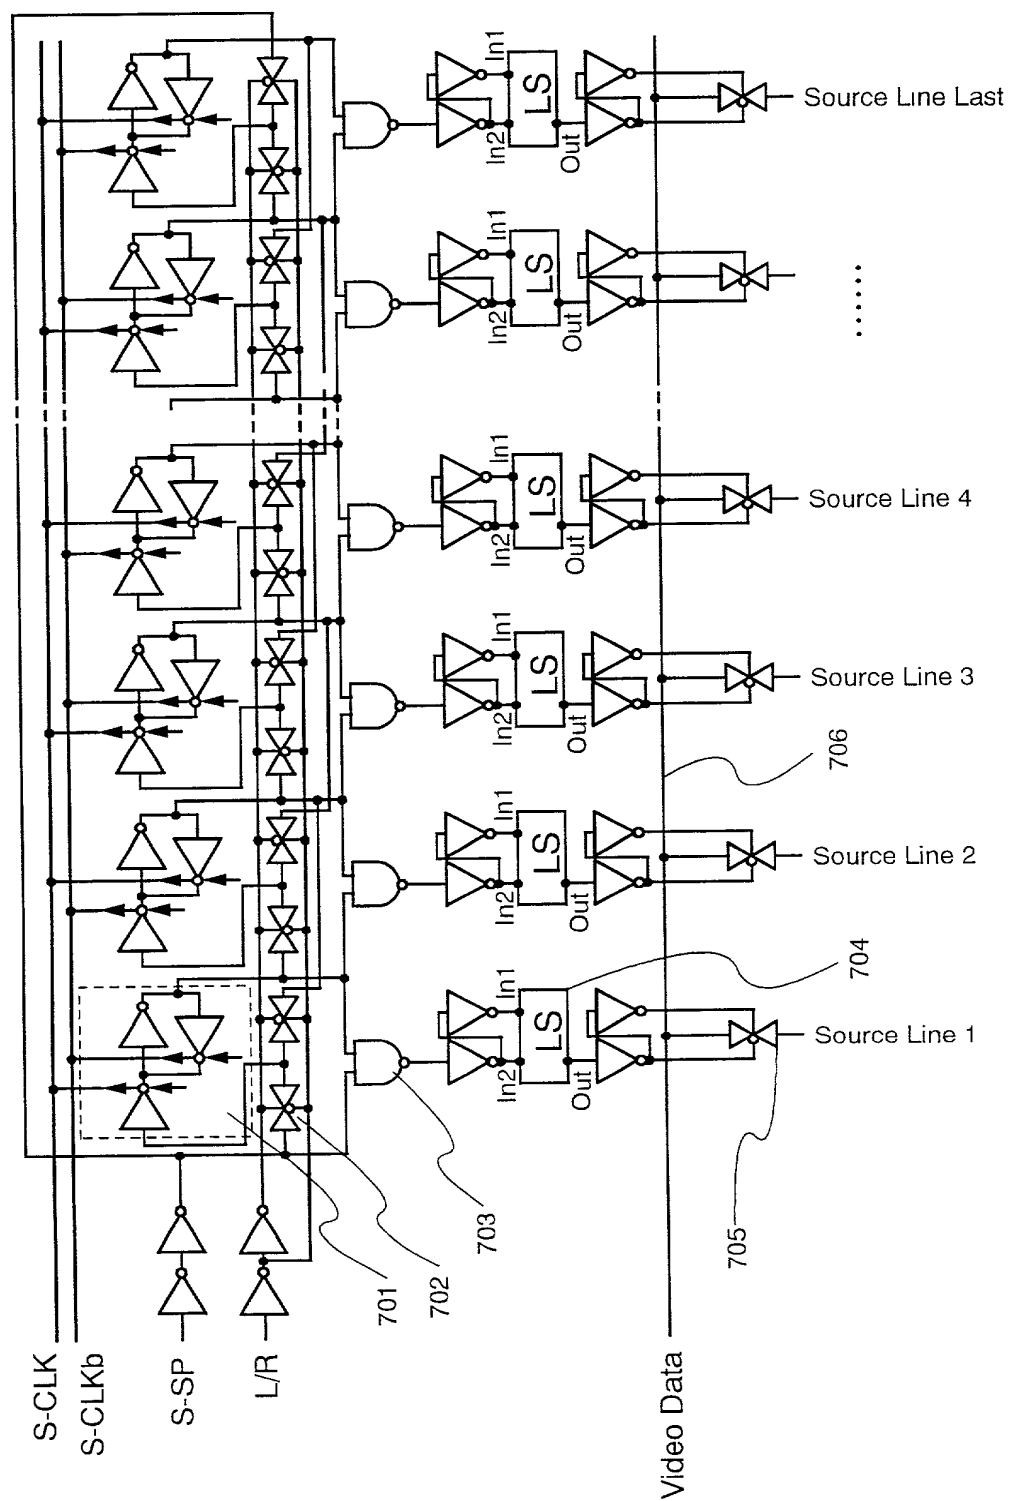 S-CLK
S-CLKb
S-SP
L/R
Video Data
701
702
703
704
705
706
In1
LS
In2
Out
Source Line Last
In1
LS
In2
Out
......
In1
LS
In2
Out
Source Line 4
In1
LS
In2
Out
Source Line 3
In1
LS
In2
Out
Source Line 2
In1
LS
In2
Out
Source Line 1